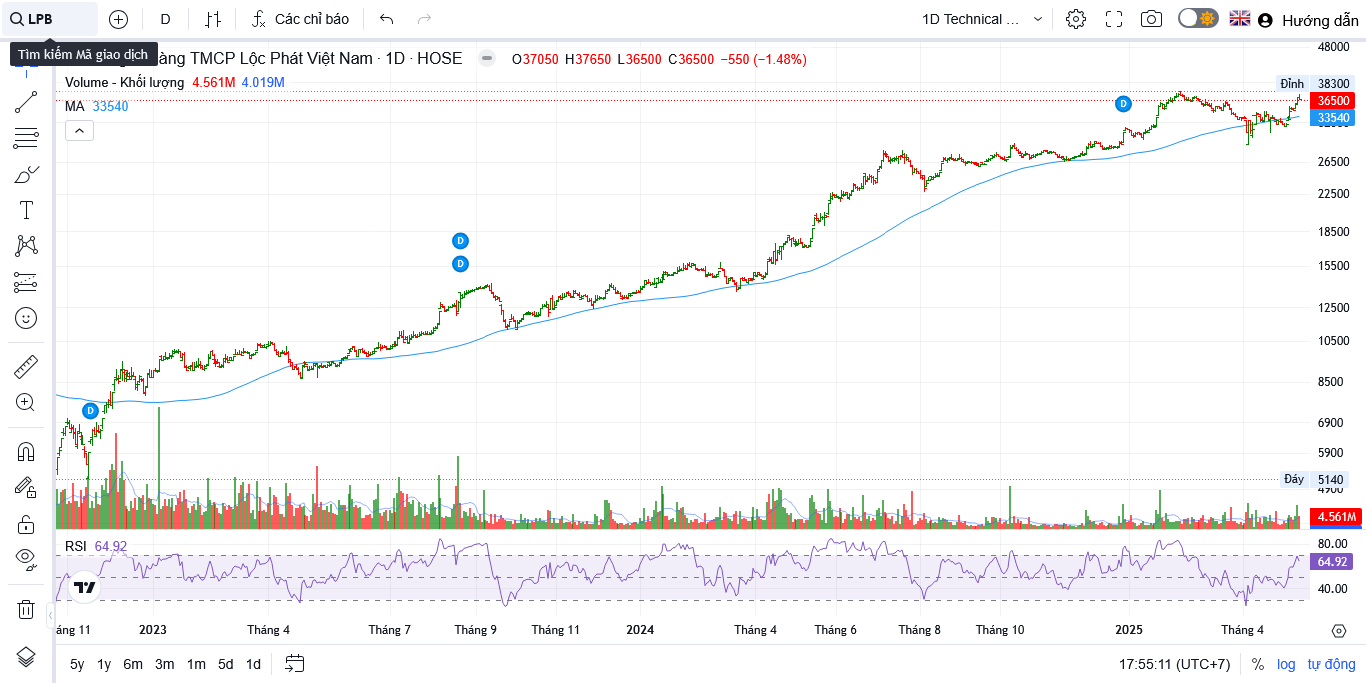 LPB
D
Các chỉ báo
1D Technical ...
Hướng dẫn
Tìm kiếm Mã giao dịch
àng TMCP Lộc Phát Việt Nam · 1D · HOSE
O37050 H37650 L36500 C36500 −550 (−1.48%)
Volume - Khối lượng 4.561M 4.019M
MA 33540
48000
Đỉnh 38300
36500
33540
26500
22500
18500
15500
12500
10500
8500
6900
5900
Đáy 5140
4900
4.561M
RSI 64.92
80.00
64.92
40.00
D
D
D
D
áng 11 2023 Tháng 4 Tháng 7 Tháng 9 Tháng 11 2024 Tháng 4 Tháng 6 Tháng 8 Tháng 10 2025 Tháng 4
5y 1y 6m 3m 1m 5d 1d
17:55:11 (UTC+7) % log tự động